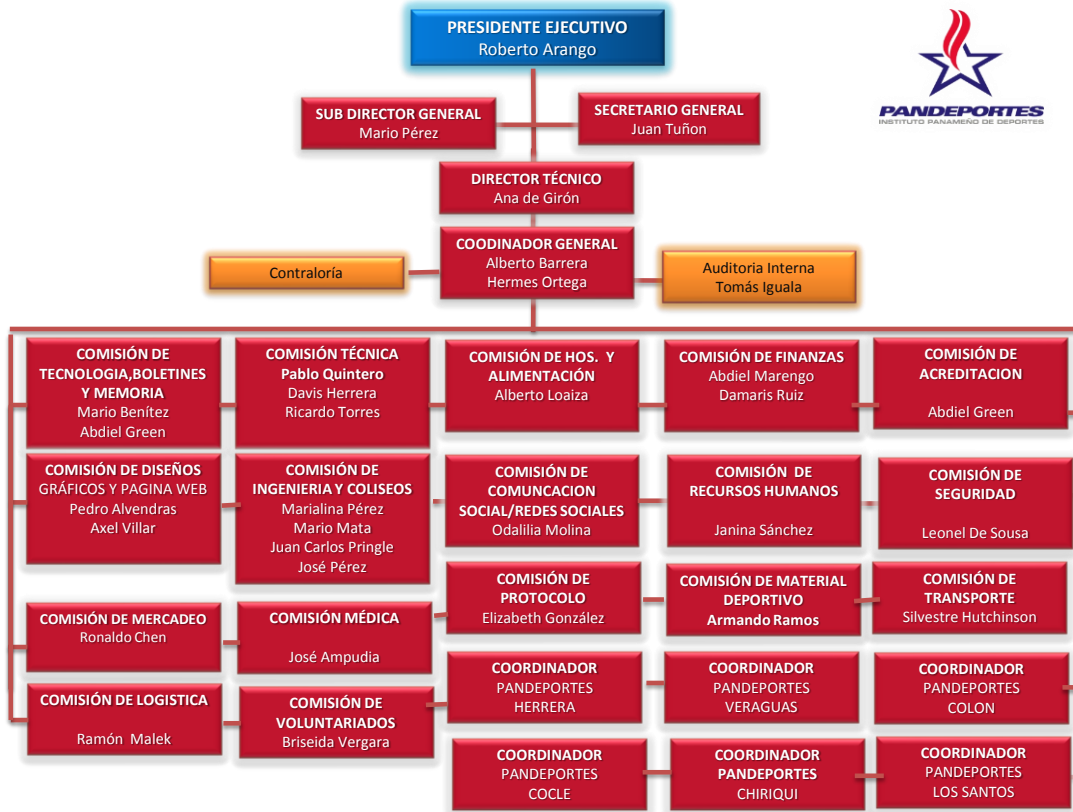 PRESIDENTE EJECUTIVO
Roberto Arango
PANDEPORTES
INSTITUTO PANAMEÑO DE DEPORTES
SUB DIRECTOR GENERAL
Mario Pérez
SECRETARIO GENERAL
Juan Tuñon
DIRECTOR TÉCNICO
Ana de Girón
COODINADOR GENERAL
Alberto Barrera
Hermes Ortega
Contraloría
Auditoria Interna
Tomás Iguala
COMISIÓN DE
TECNOLOGIA,BOLETINES
Y MEMORIA
Mario Benítez
Abdiel Green
COMISIÓN TÉCNICA
Pablo Quintero
Davis Herrera
Ricardo Torres
COMISIÓN DE HOS. Y
ALIMENTACIÓN
Alberto Loaiza
COMISIÓN DE FINANZAS
Abdiel Marengo
Damaris Ruiz
COMISIÓN DE
ACREDITACION
Abdiel Green
COMISIÓN DE DISEÑOS
GRÁFICOS Y PAGINA WEB
Pedro Alvendras
Axel Villar
COMISIÓN DE
INGENIERIA Y COLISEOS
Marialina Pérez
Mario Mata
Juan Carlos Pringle
José Pérez
COMISIÓN DE
COMUNCACION
SOCIAL/REDES SOCIALES
Odalilia Molina
COMISIÓN DE
RECURSOS HUMANOS
Janina Sánchez
COMISIÓN DE
SEGURIDAD
Leonel De Sousa
COMISIÓN DE MERCADEO
Ronaldo Chen
COMISIÓN MÉDICA
José Ampudia
COMISIÓN DE
PROTOCOLO
Elizabeth González
COMISIÓN DE MATERIAL
DEPORTIVO
Armando Ramos
COMISIÓN DE
TRANSPORTE
Silvestre Hutchinson
COMISIÓN DE LOGISTICA
Ramón Malek
COMISIÓN DE
VOLUNTARIADOS
Briseida Vergara
COORDINADOR
PANDEPORTES
HERRERA
COORDINADOR
PANDEPORTES
VERAGUAS
COORDINADOR
PANDEPORTES
COLON
COORDINADOR
PANDEPORTES
COCLE
COORDINADOR
PANDEPORTES
CHIRIQUI
COORDINADOR
PANDEPORTES
LOS SANTOS